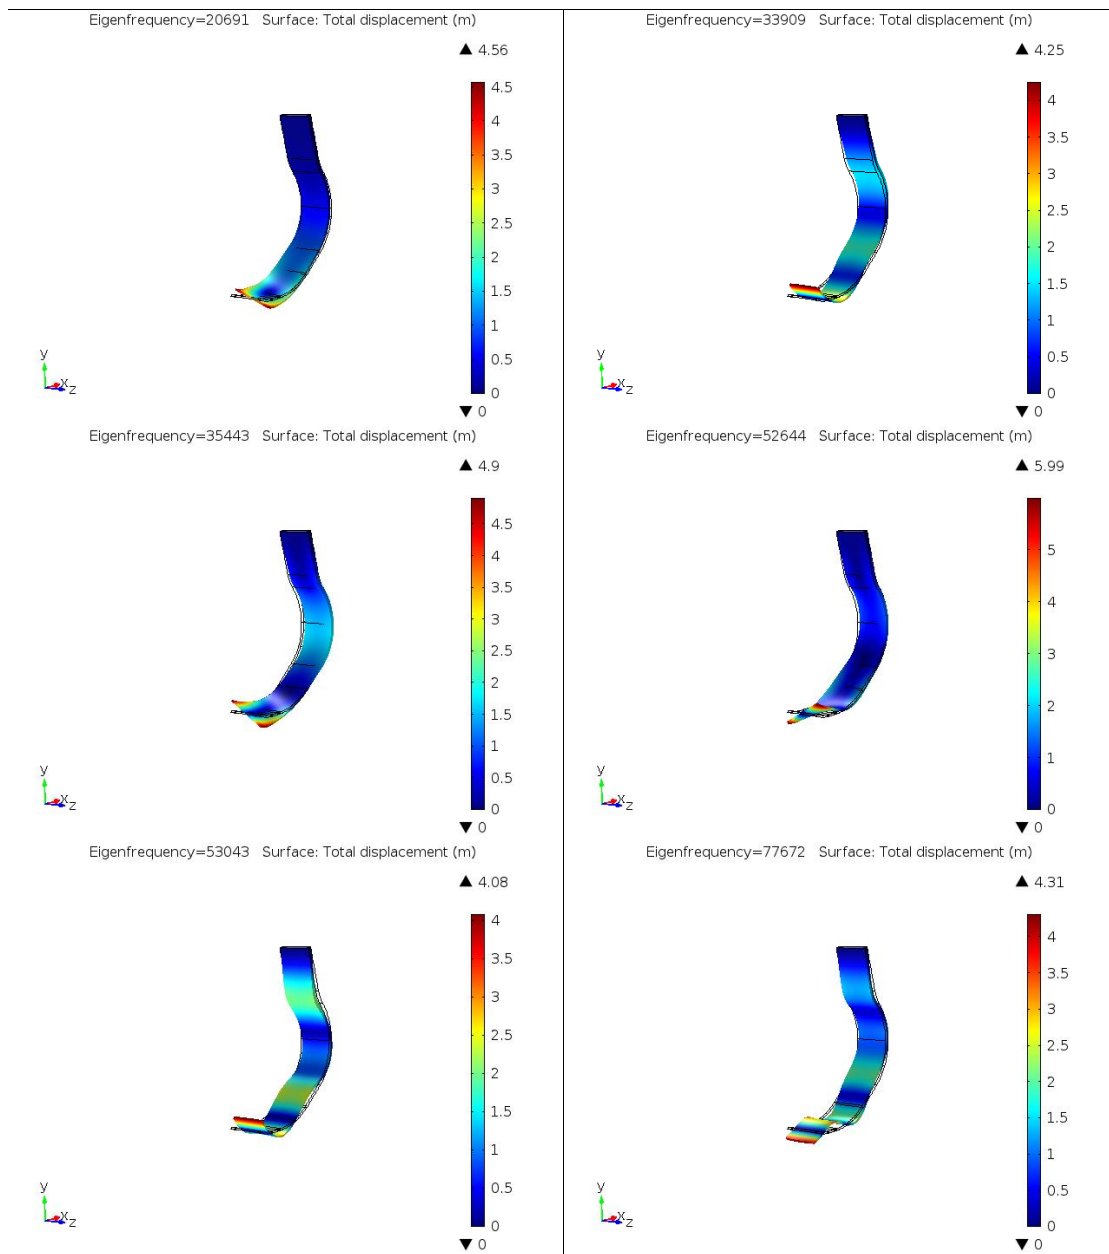 Eigenfrequency=20691 Surface: Total displacement (m)
▲ 4.56
4.5
4
3.5
3
2.5
2
1.5
1
0.5
0
▼ 0
y
x
z
Eigenfrequency=33909 Surface: Total displacement (m)
▲ 4.25
4
3.5
3
2.5
2
1.5
1
0.5
0
▼ 0
y
x
z
Eigenfrequency=35443 Surface: Total displacement (m)
▲ 4.9
4.5
4
3.5
3
2.5
2
1.5
1
0.5
0
▼ 0
y
x
z
Eigenfrequency=52644 Surface: Total displacement (m)
▲ 5.99
5
4
3
2
1
0
▼ 0
y
x
z
Eigenfrequency=53043 Surface: Total displacement (m)
▲ 4.08
4
3.5
3
2.5
2
1.5
1
0.5
0
▼ 0
y
x
z
Eigenfrequency=77672 Surface: Total displacement (m)
▲ 4.31
4
3.5
3
2.5
2
1.5
1
0.5
0
▼ 0
y
x
z